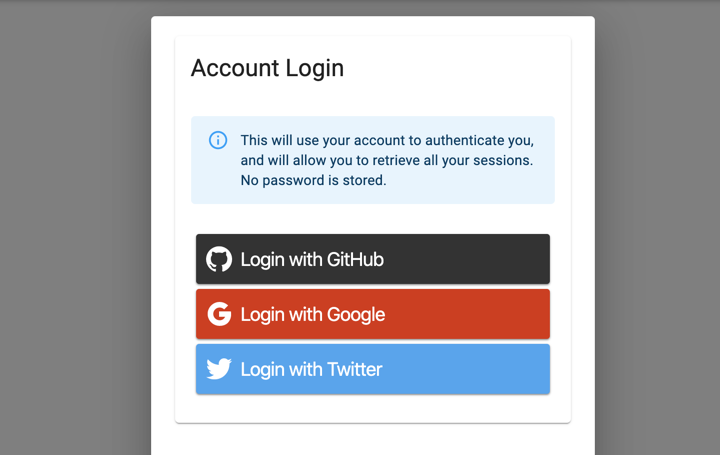 Account Login
This will use your account to authenticate you,
and will allow you to retrieve all your sessions.
No password is stored.
Login with GitHub
Login with Google
Login with Twitter